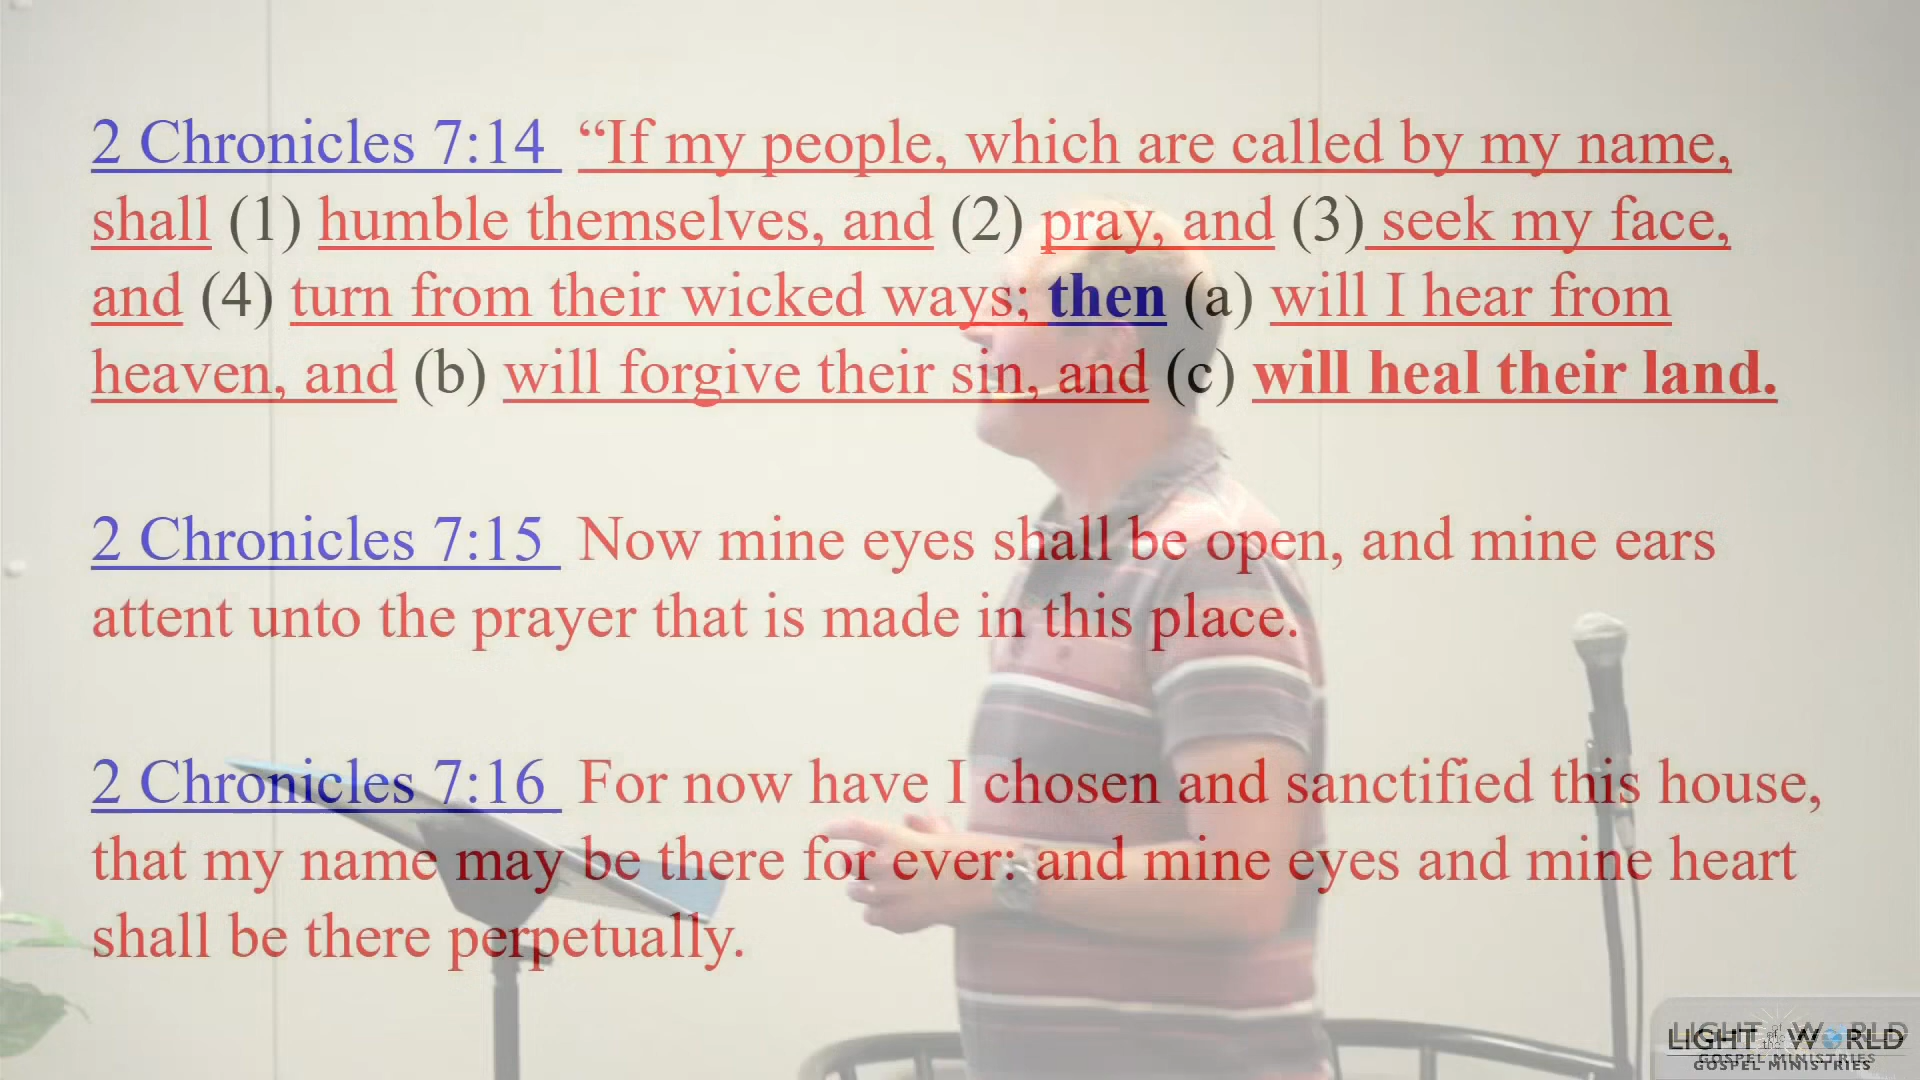 2 Chronicles 7:14 “If my people, which are called by my name,
shall (1) humble themselves, and (2) pray, and (3) seek my face,
and (4) turn from their wicked ways; then (a) will I hear from
heaven, and (b) will forgive their sin, and (c) will heal their land.
2 Chronicles 7:15 Now mine eyes shall be open, and mine ears
attent unto the prayer that is made in this place.
2 Chronicles 7:16 For now have I chosen and sanctified this house,
that my name may be there for ever: and mine eyes and mine heart
shall be there perpetually.
LIGHT of the WORLD
GOSPEL MINISTRIES